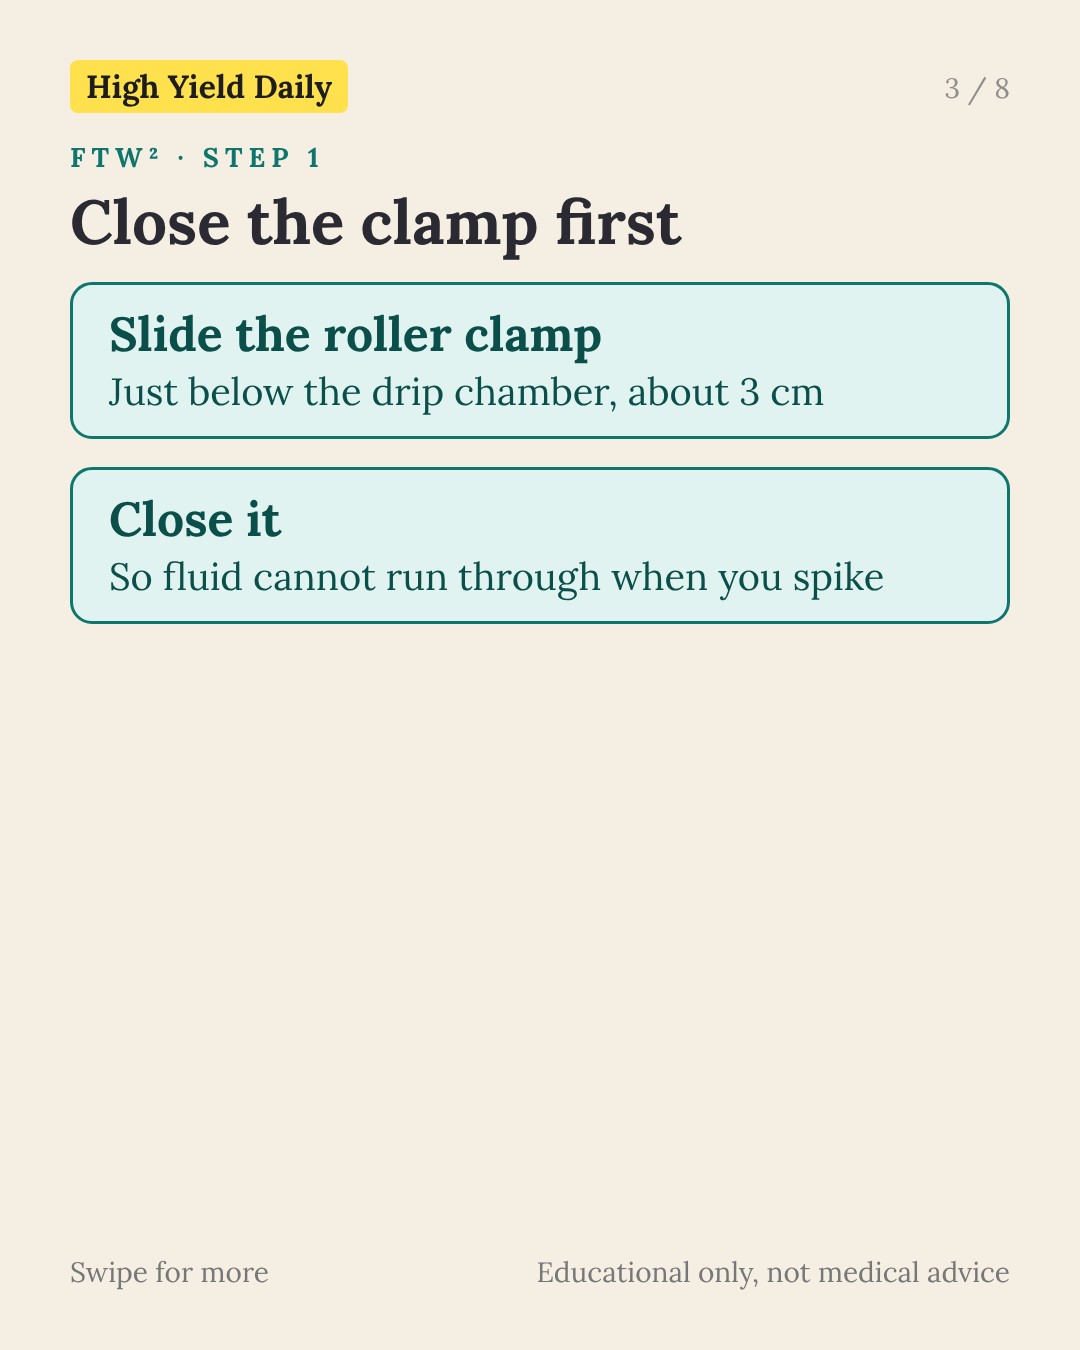 High Yield Daily
3 / 8
FTW² · STEP 1
Close the clamp first
Slide the roller clamp
Just below the drip chamber, about 3 cm
Close it
So fluid cannot run through when you spike
Swipe for more
Educational only, not medical advice